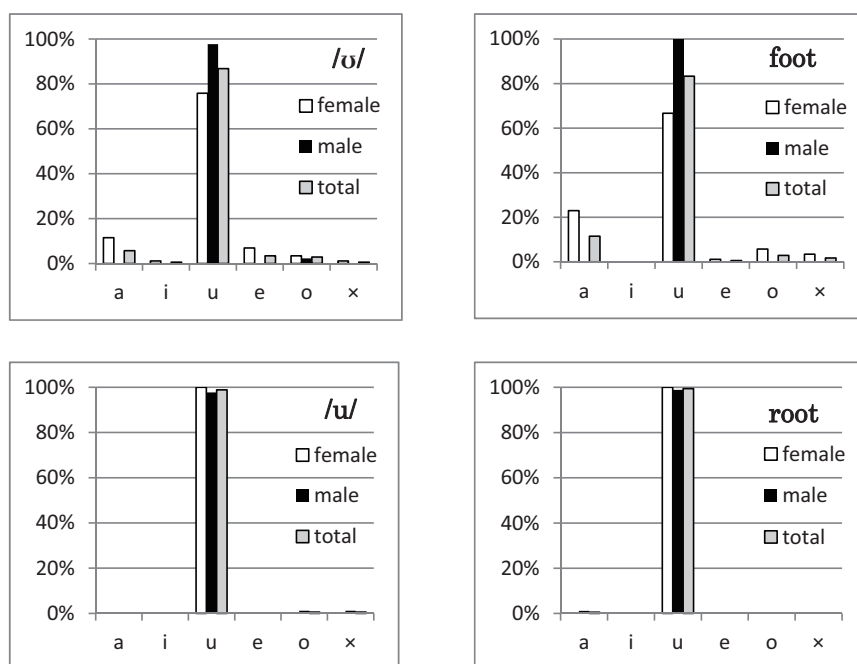 /ʊ/
100%
80%
60%
40%
20%
0%
female
male
total
a i u e o ×
foot
100%
80%
60%
40%
20%
0%
female
male
total
a i u e o ×
/u/
100%
80%
60%
40%
20%
0%
female
male
total
a i u e o ×
root
100%
80%
60%
40%
20%
0%
female
male
total
a i u e o ×